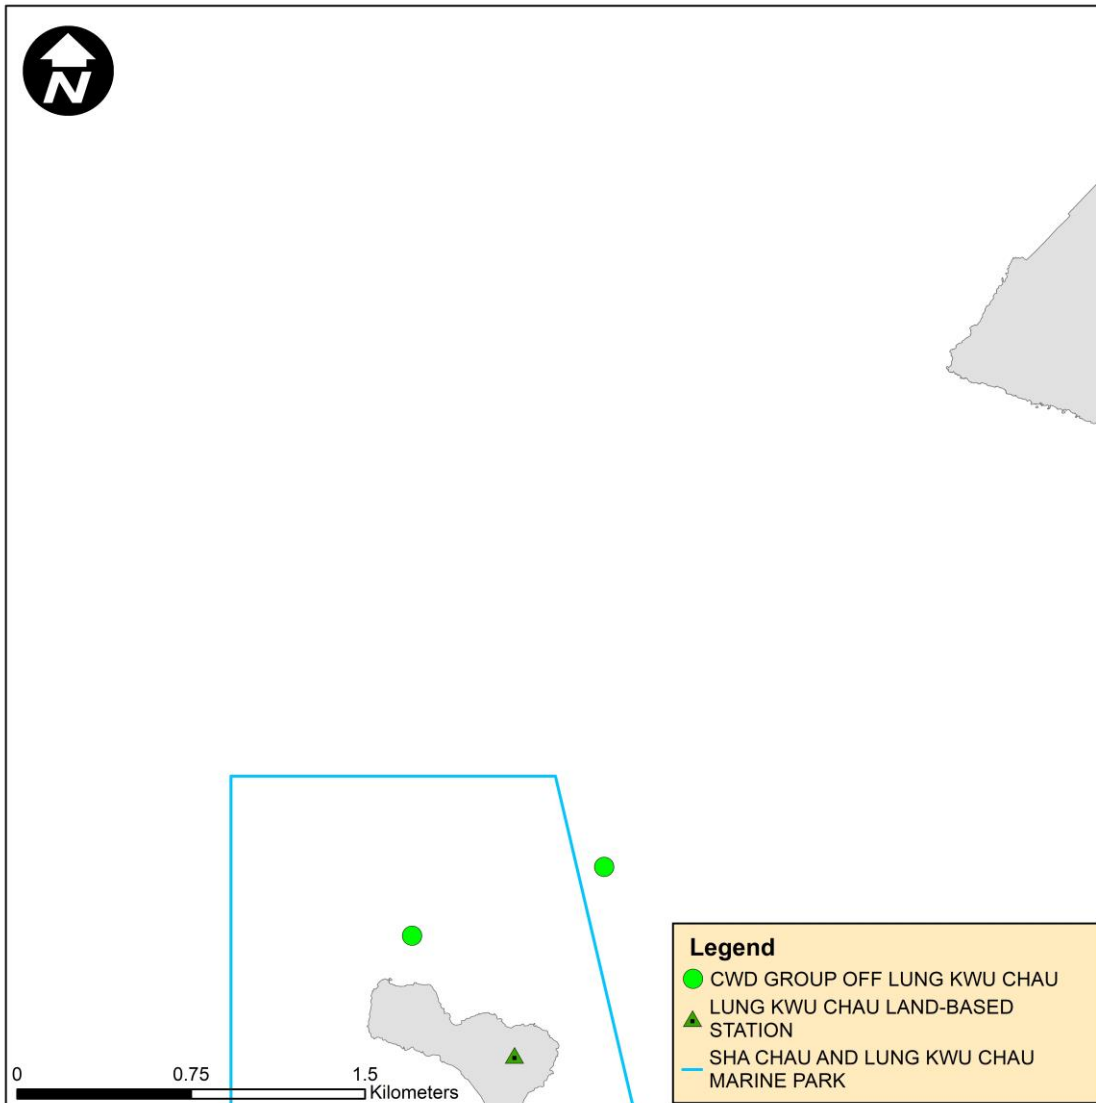 N
Legend
CWD GROUP OFF LUNG KWU CHAU
LUNG KWU CHAU LAND-BASED
STATION
SHA CHAU AND LUNG KWU CHAU
MARINE PARK
0 0.75 1.5
Kilometers